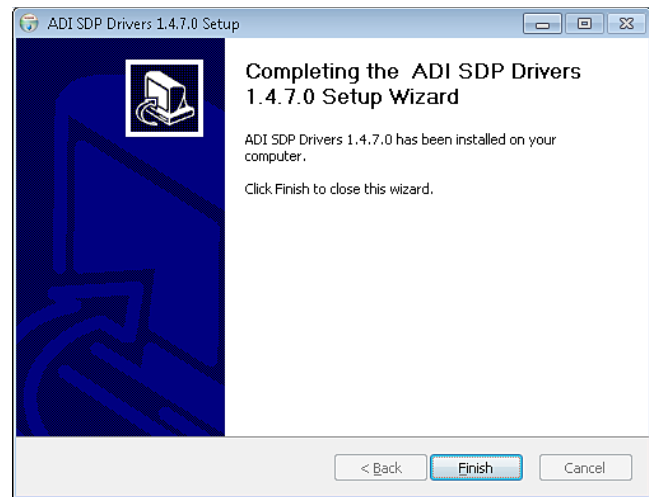 ADI SDP Drivers 1.4.7.0 Setup
Completing the ADI SDP Drivers
1.4.7.0 Setup Wizard
ADI SDP Drivers 1.4.7.0 has been installed on your
computer.
Click Finish to close this wizard.
< Back
Finish
Cancel